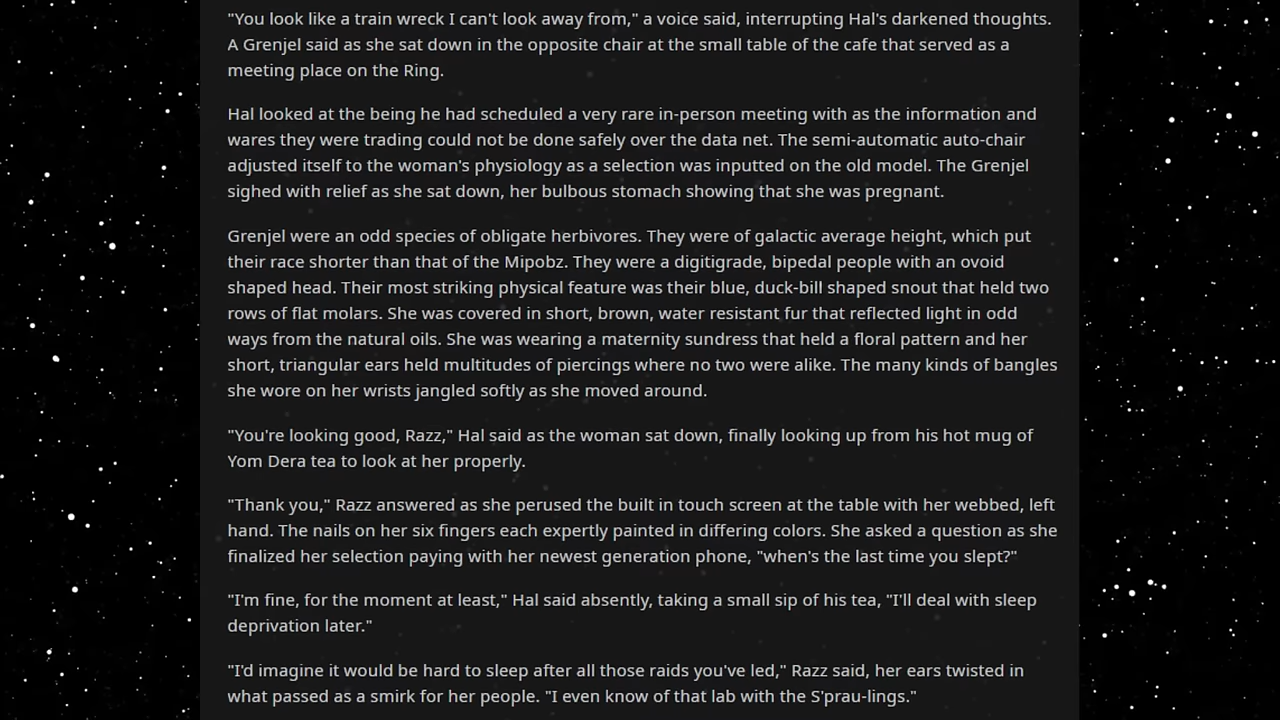 "You look like a train wreck I can't look away from," a voice said, interrupting Hal's darkened thoughts.
A Grenjel said as she sat down in the opposite chair at the small table of the cafe that served as a
meeting place on the Ring.
Hal looked at the being he had scheduled a very rare in-person meeting with as the information and
wares they were trading could not be done safely over the data net. The semi-automatic auto-chair
adjusted itself to the woman's physiology as a selection was inputted on the old model. The Grenjel
sighed with relief as she sat down, her bulbous stomach showing that she was pregnant.
Grenjel were an odd species of obligate herbivores. They were of galactic average height, which put
their race shorter than that of the Mipobz. They were a digitigrade, bipedal people with an ovoid
shaped head. Their most striking physical feature was their blue, duck-bill shaped snout that held two
rows of flat molars. She was covered in short, brown, water resistant fur that reflected light in odd
ways from the natural oils. She was wearing a maternity sundress that held a floral pattern and her
short, triangular ears held multitudes of piercings where no two were alike. The many kinds of bangles
she wore on her wrists jangled softly as she moved around.
"You're looking good, Razz," Hal said as the woman sat down, finally looking up from his hot mug of
Yom Dera tea to look at her properly.
"Thank you," Razz answered as she perused the built in touch screen at the table with her webbed, left
hand. The nails on her six fingers each expertly painted in differing colors. She asked a question as she
finalized her selection paying with her newest generation phone, "when's the last time you slept?"
"I'm fine, for the moment at least," Hal said absently, taking a small sip of his tea, "I'll deal with sleep
deprivation later."
"I'd imagine it would be hard to sleep after all those raids you've led," Razz said, her ears twisted in
what passed as a smirk for her people. "I even know of that lab with the S'prau-lings."